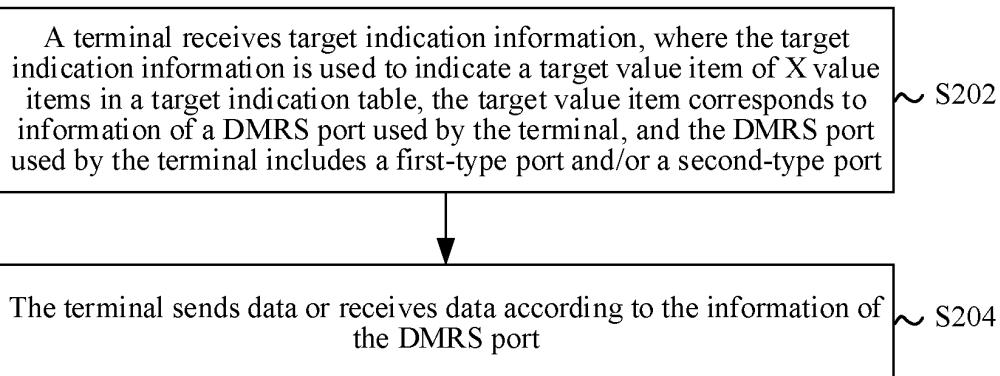 A terminal receives target indication information, where the target
indication information is used to indicate a target value item of X value
items in a target indication table, the target value item corresponds to
information of a DMRS port used by the terminal, and the DMRS port
used by the terminal includes a first-type port and/or a second-type port
S202
The terminal sends data or receives data according to the information of
the DMRS port
S204